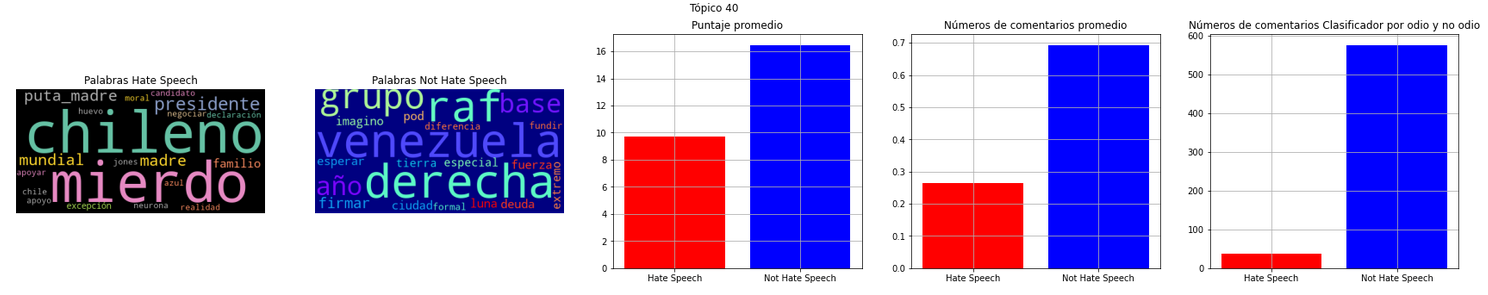 Tópico 40
Palabras Hate Speech
puta_madre moral candidato
huevo presidente
negociar declaración
chileno
mundial jones madre familio
apoyar mierdo azul
chile
apoyo
excepción neurona realidad
Palabras Not Hate Speech
grupo raf base
imagino pod diferencia fundir
venezuela
esperar tierra especial fuerza
año derecha extremo
firmar ciudad formal luna deuda
Puntaje promedio
16
14
12
10
8
6
4
2
0
Hate Speech Not Hate Speech
Números de comentarios promedio
0.7
0.6
0.5
0.4
0.3
0.2
0.1
0.0
Hate Speech Not Hate Speech
Números de comentarios Clasificador por odio y no odio
600
500
400
300
200
100
0
Hate Speech Not Hate Speech